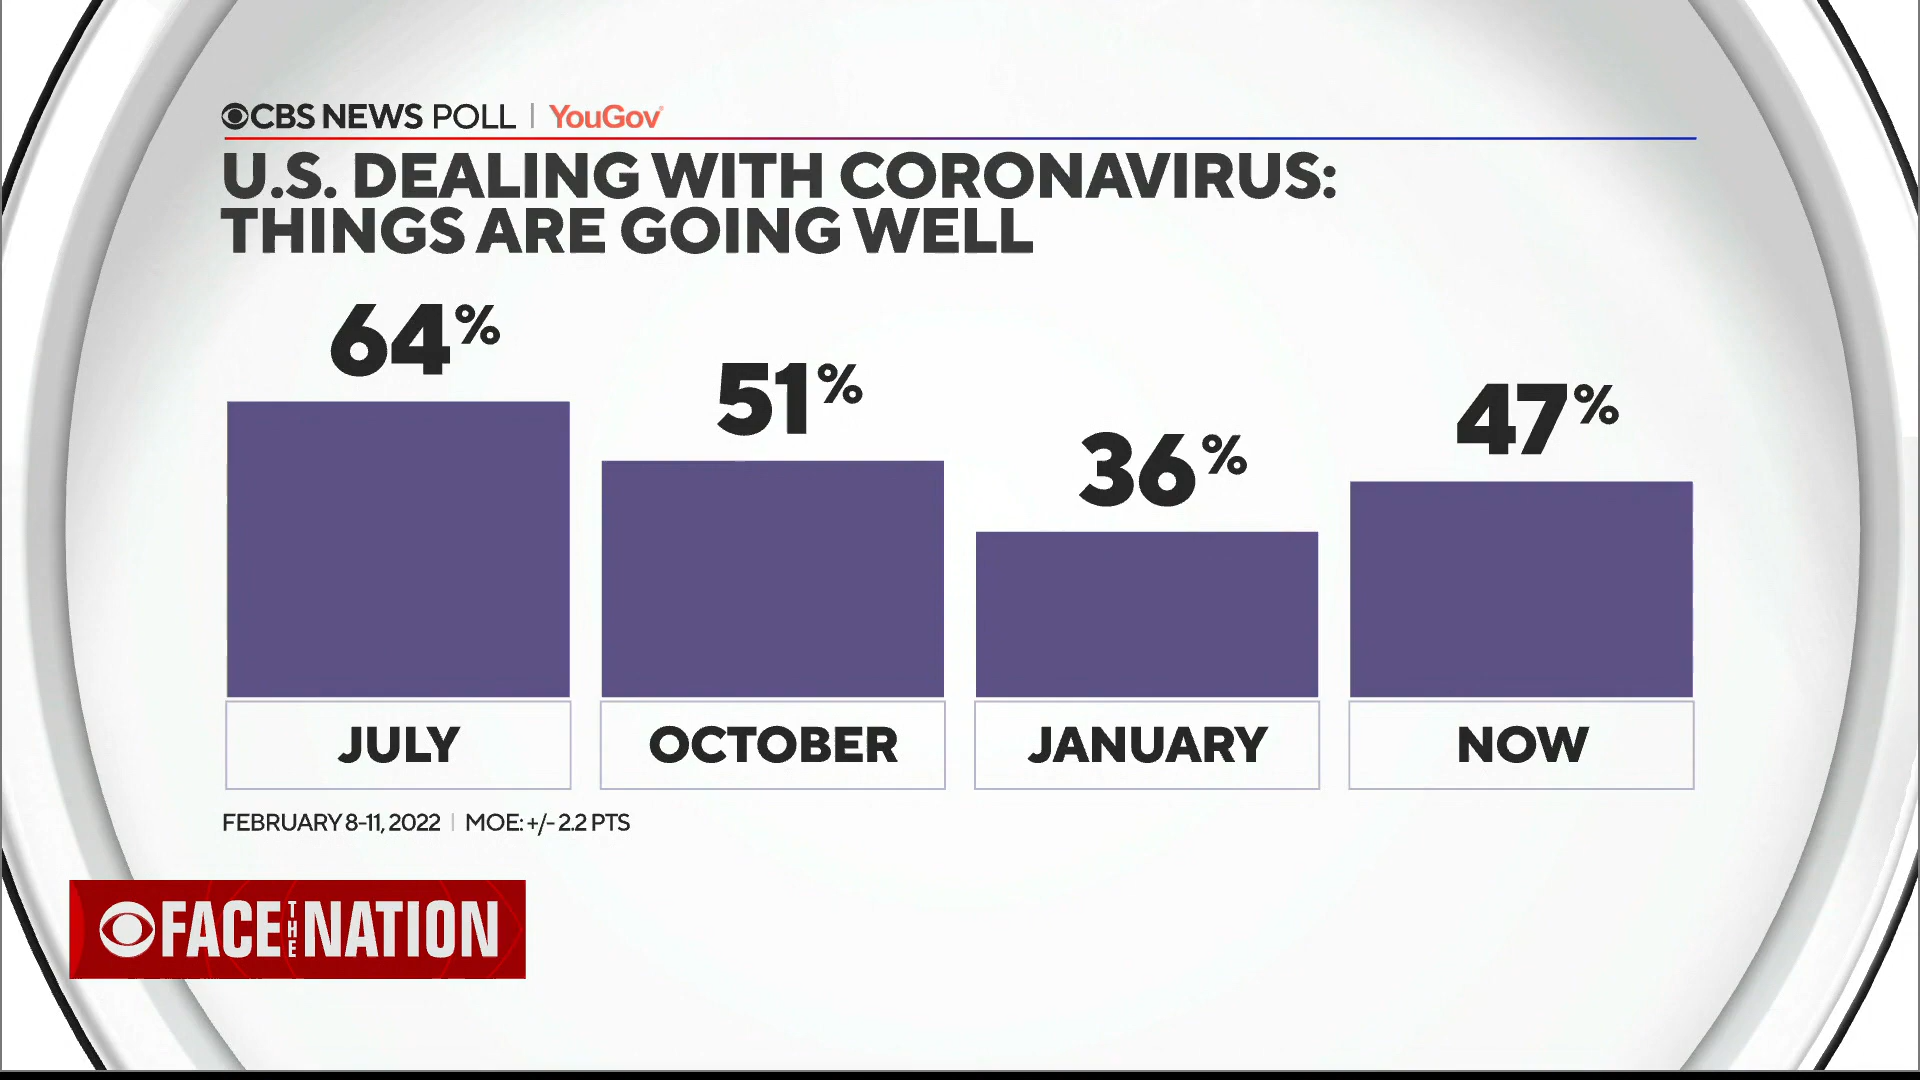 CBS NEWS POLL | YouGov
U.S. DEALING WITH CORONAVIRUS:
THINGS ARE GOING WELL
64%
51%
36%
47%
JULY
OCTOBER
JANUARY
NOW
FEBRUARY 8-11, 2022 | MOE: +/- 2.2 PTS
FACE THE NATION